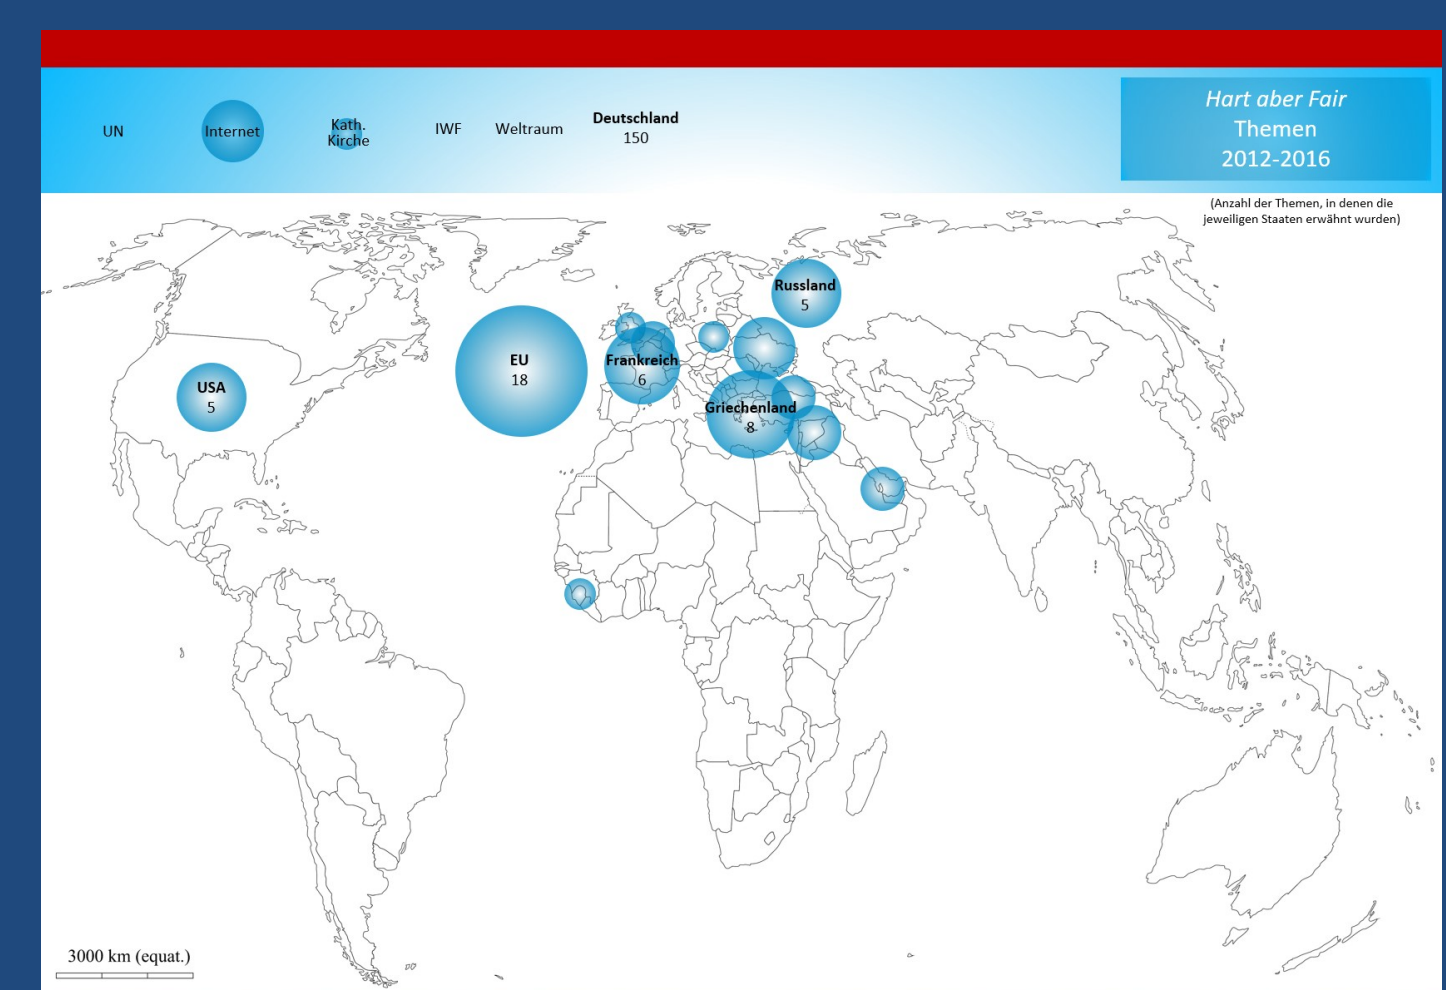 UN
Internet
Kath.
Kirche
IWF
Weltraum
Deutschland
150
Hart aber Fair
Themen
2012-2016
(Anzahl der Themen, in denen die
jeweiligen Staaten erwähnt wurden)
Russland
5
EU
18
Frankreich
6
USA
5
Griechenland
8
3000 km (equat.)